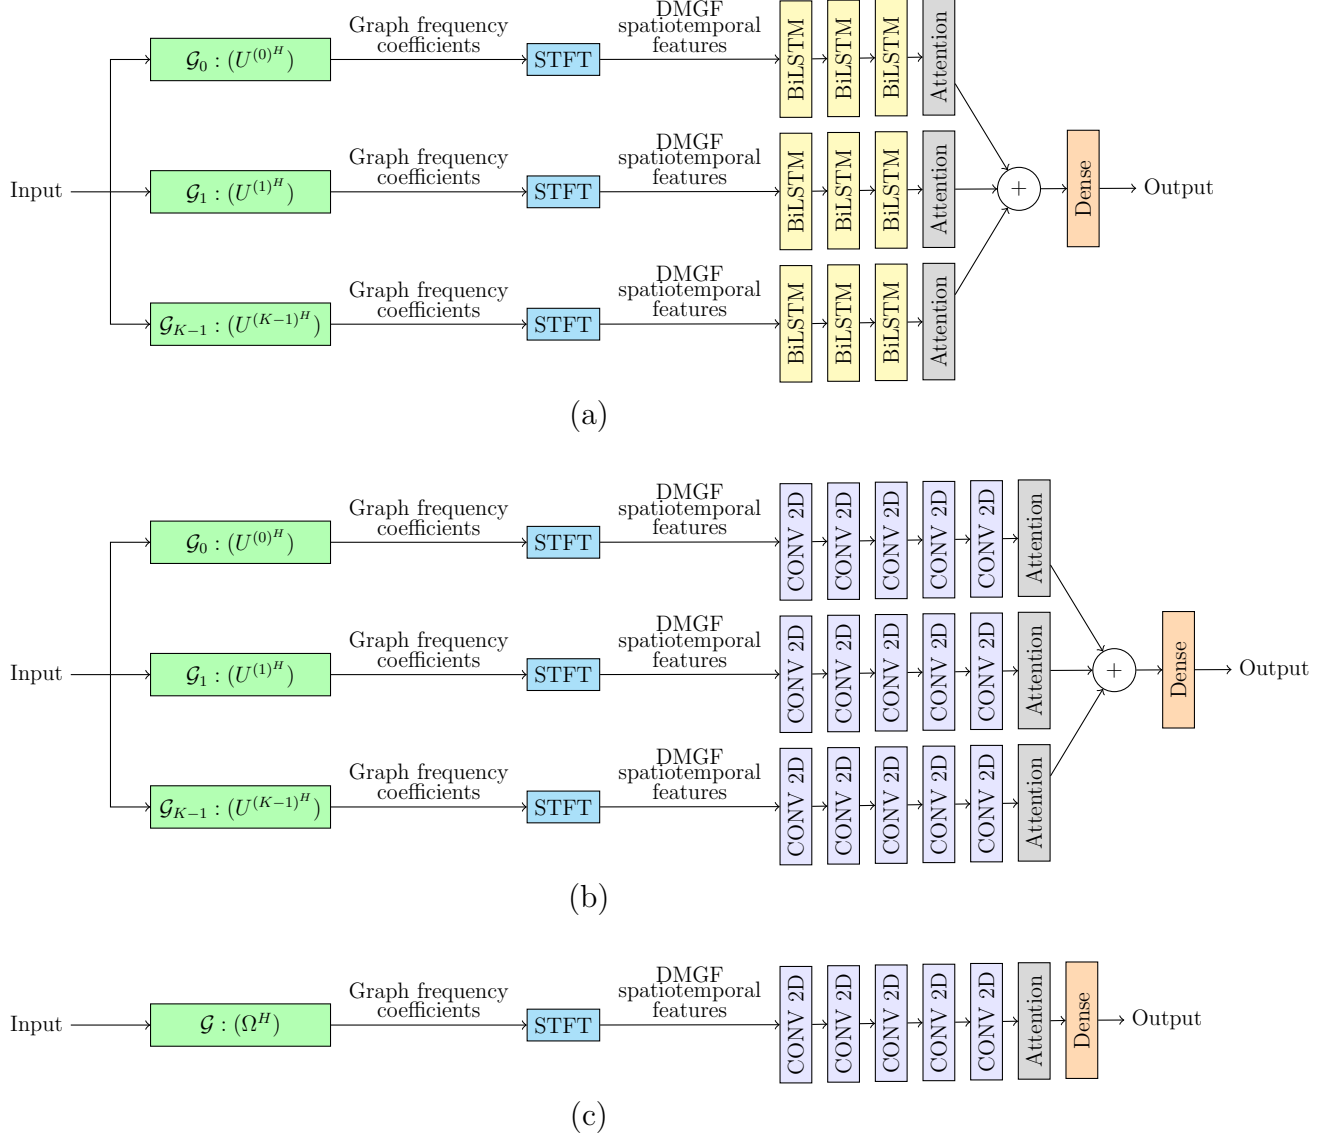 Graph frequency
coefficients
DMGF
spatiotemporal
features
𝒢₀ : (U^{(0)^H})
STFT
BiLSTM
BiLSTM
BiLSTM
Attention
Input
Graph frequency
coefficients
DMGF
spatiotemporal
features
𝒢₁ : (U^{(1)^H})
STFT
BiLSTM
BiLSTM
BiLSTM
Attention
+
Dense
Output
Graph frequency
coefficients
DMGF
spatiotemporal
features
𝒢_{K−1} : (U^{(K−1)^H})
STFT
BiLSTM
BiLSTM
BiLSTM
Attention
(a)
Graph frequency
coefficients
DMGF
spatiotemporal
features
𝒢₀ : (U^{(0)^H})
STFT
CONV 2D
CONV 2D
CONV 2D
CONV 2D
CONV 2D
Attention
Input
Graph frequency
coefficients
DMGF
spatiotemporal
features
𝒢₁ : (U^{(1)^H})
STFT
CONV 2D
CONV 2D
CONV 2D
CONV 2D
CONV 2D
Attention
+
Dense
Output
Graph frequency
coefficients
DMGF
spatiotemporal
features
𝒢_{K−1} : (U^{(K−1)^H})
STFT
CONV 2D
CONV 2D
CONV 2D
CONV 2D
CONV 2D
Attention
(b)
Input
Graph frequency
coefficients
DMGF
spatiotemporal
features
𝒢 : (Ω^H)
STFT
CONV 2D
CONV 2D
CONV 2D
CONV 2D
CONV 2D
Attention
Dense
Output
(c)